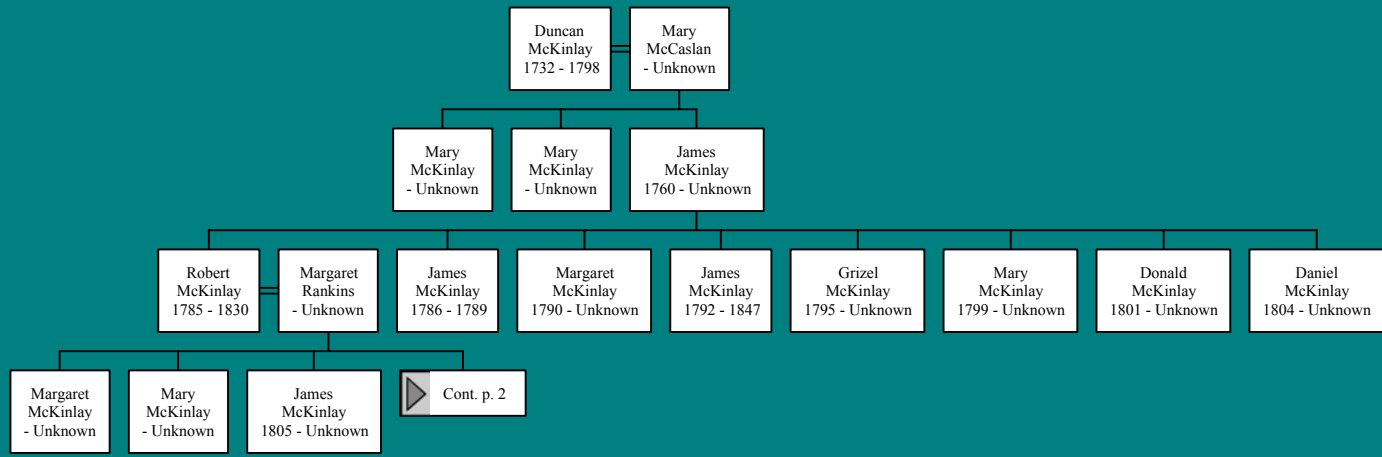 Duncan
McKinlay
1732 - 1798
Mary
McCaslan
- Unknown
Mary
McKinlay
- Unknown
Mary
McKinlay
- Unknown
James
McKinlay
1760 - Unknown
Robert
McKinlay
1785 - 1830
Margaret
Rankins
- Unknown
James
McKinlay
1786 - 1789
Margaret
McKinlay
1790 - Unknown
James
McKinlay
1792 - 1847
Grizel
McKinlay
1795 - Unknown
Mary
McKinlay
1799 - Unknown
Donald
McKinlay
1801 - Unknown
Daniel
McKinlay
1804 - Unknown
Margaret
McKinlay
- Unknown
Mary
McKinlay
- Unknown
James
McKinlay
1805 - Unknown
Cont. p. 2